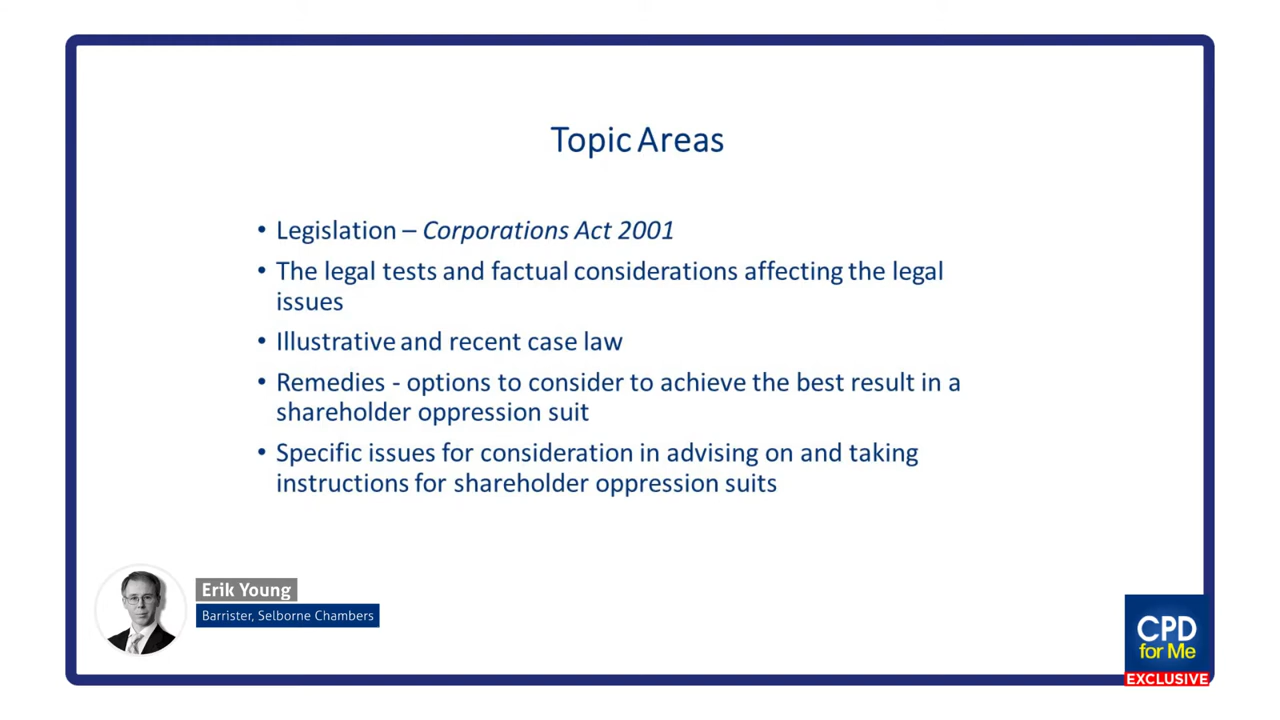 Topic Areas
• Legislation – Corporations Act 2001
• The legal tests and factual considerations affecting the legal
issues
• Illustrative and recent case law
• Remedies - options to consider to achieve the best result in a
shareholder oppression suit
• Specific issues for consideration in advising on and taking
instructions for shareholder oppression suits
Erik Young
Barrister, Selborne Chambers
CPD
for Me
EXCLUSIVE